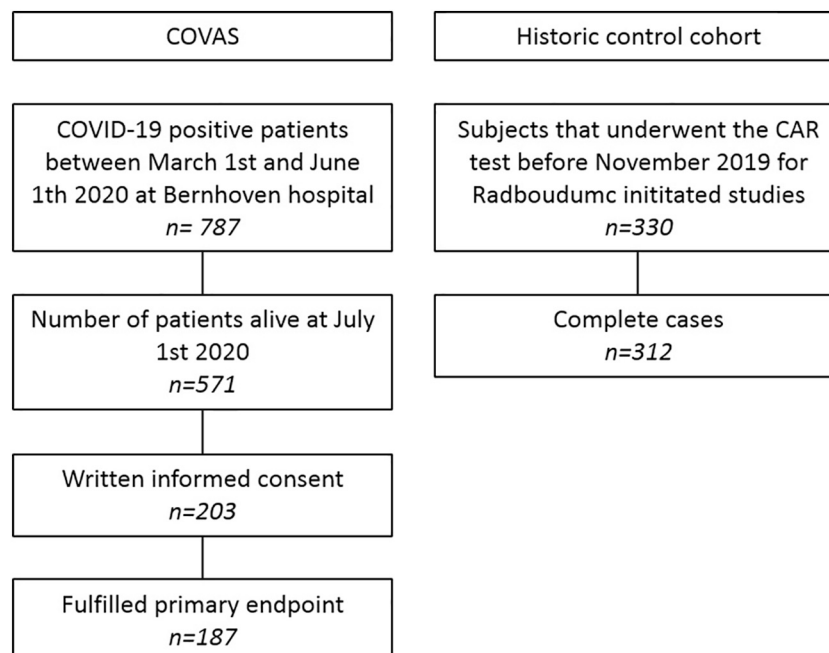 COVAS
COVID-19 positive patients
between March 1st and June
1th 2020 at Bernhoven hospital
n= 787
Number of patients alive at July
1st 2020
n=571
Written informed consent
n=203
Fulfilled primary endpoint
n=187
Historic control cohort
Subjects that underwent the CAR
test before November 2019 for
Radboudumc inititated studies
n=330
Complete cases
n=312